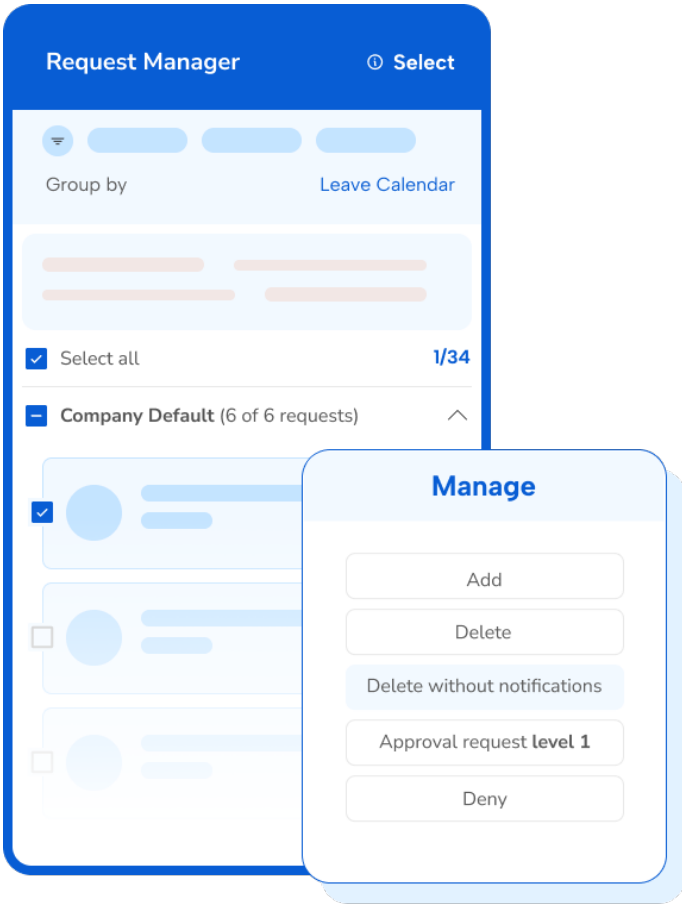 Request Manager
Select
Group by
Leave Calendar
Select all
1/34
Company Default (6 of 6 requests)
Manage
Add
Delete
Delete without notifications
Approval request level 1
Deny